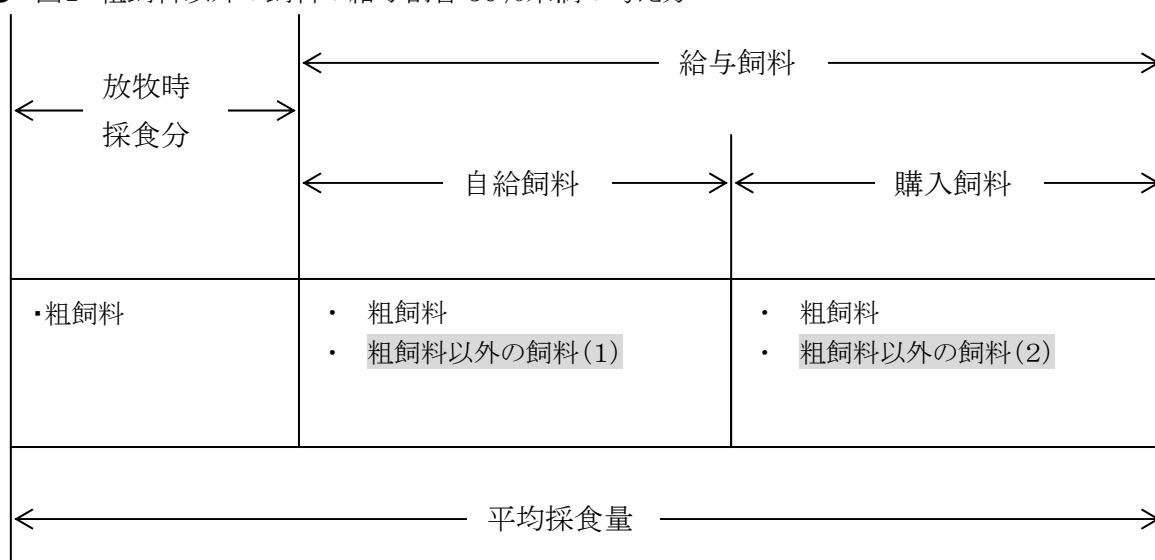 給与飼料
放牧時
採食分
自給飼料
購入飼料
・粗飼料
・ 粗飼料
・ 粗飼料以外の飼料(1)
・ 粗飼料
・ 粗飼料以外の飼料(2)
平均採食量